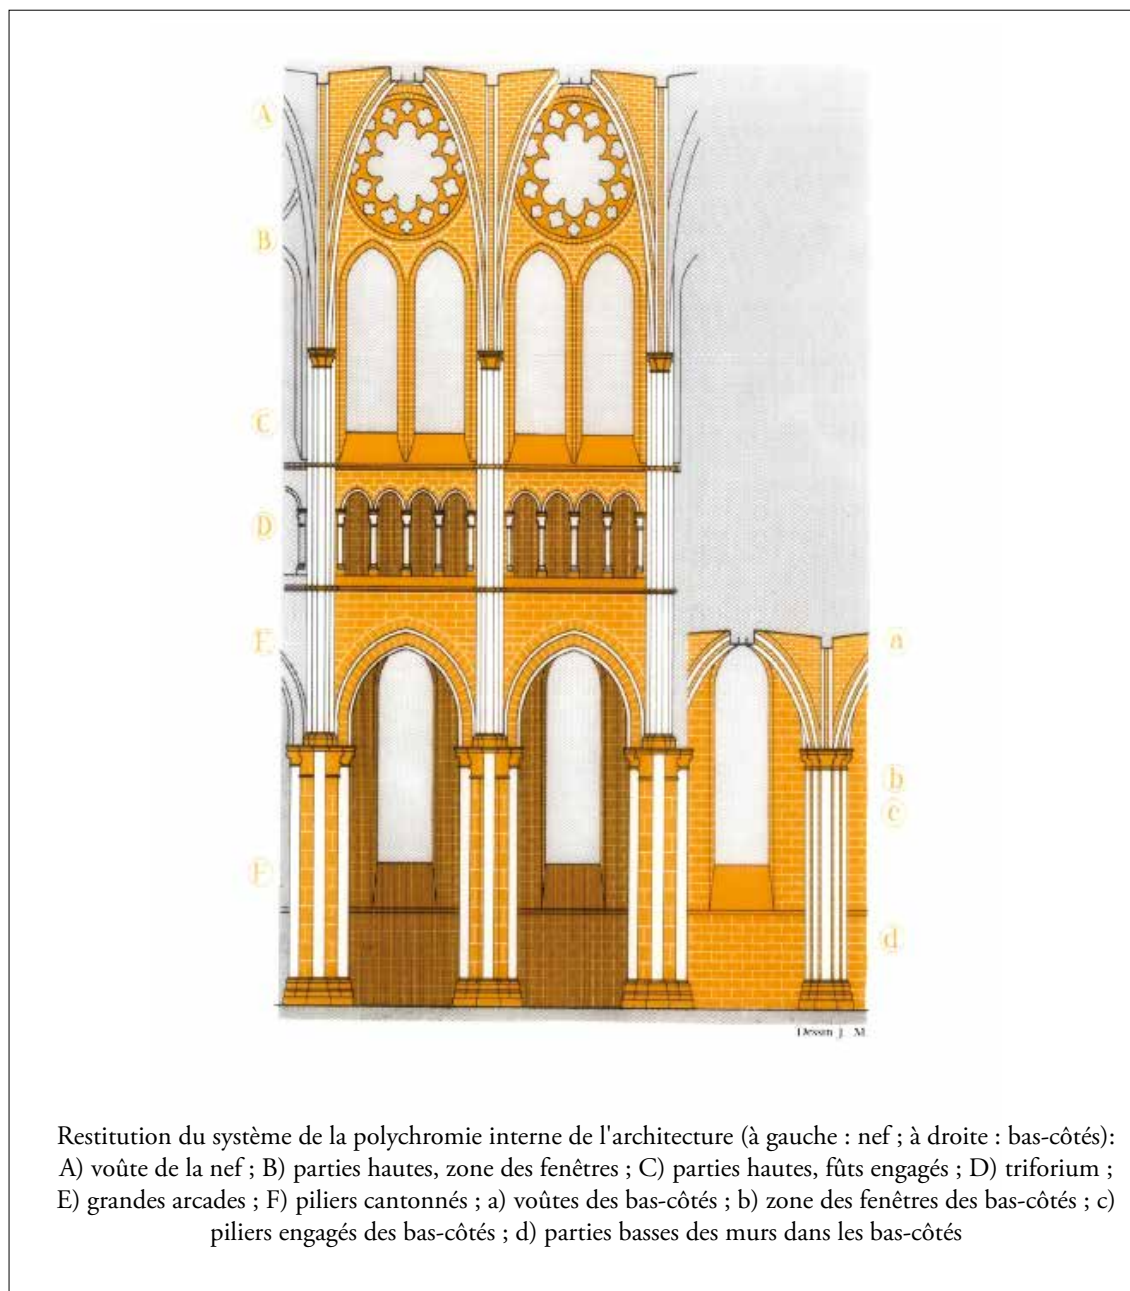 A
B
C
D
E
a
b
c
F
d
Dessin J. M
Restitution du système de la polychromie interne de l'architecture (à gauche : nef ; à droite : bas-côtés):
A) voûte de la nef ; B) parties hautes, zone des fenêtres ; C) parties hautes, fûts engagés ; D) triforium ;
E) grandes arcades ; F) piliers cantonnés ; a) voûtes des bas-côtés ; b) zone des fenêtres des bas-côtés ; c)
piliers engagés des bas-côtés ; d) parties basses des murs dans les bas-côtés